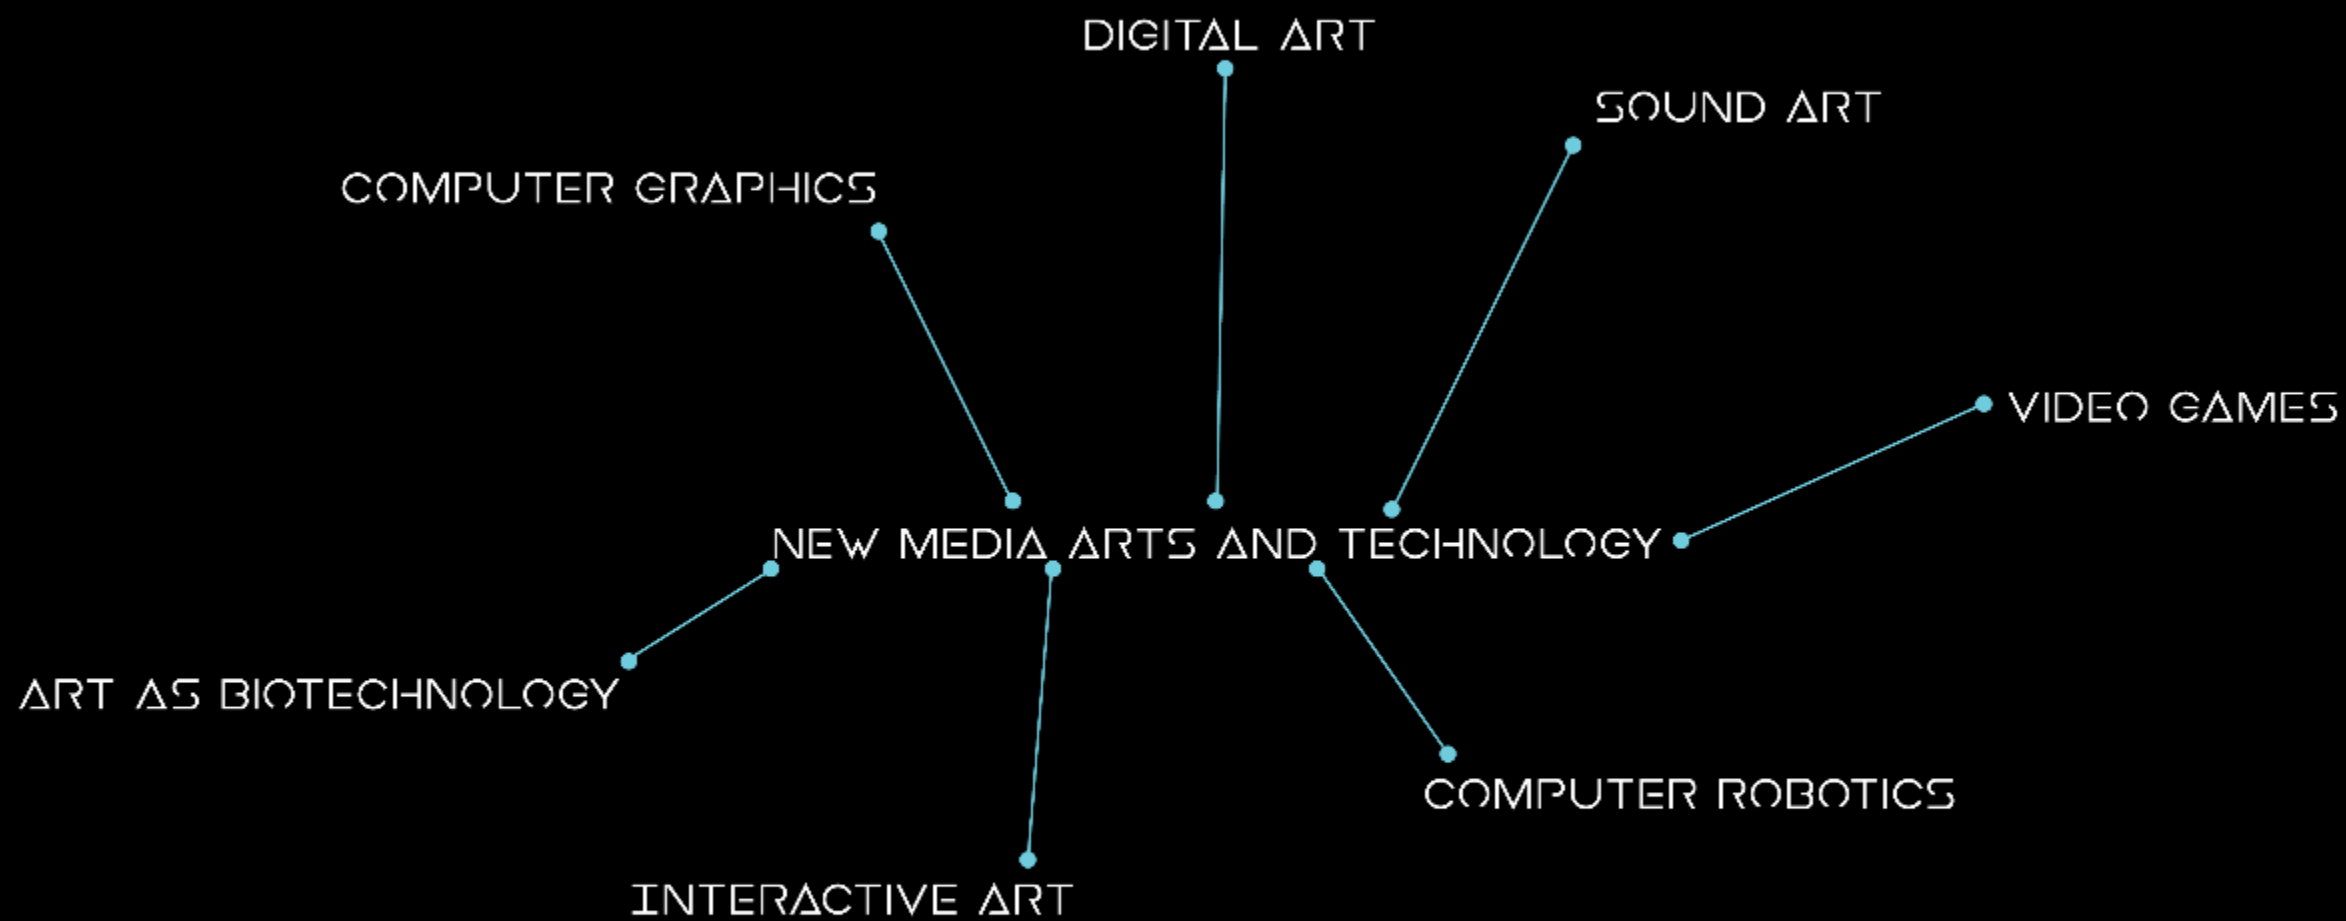 DIGITAL ART
SOUND ART
COMPUTER GRAPHICS
VIDEO GAMES
NEW MEDIA ARTS AND TECHNOLOGY
ART AS BIOTECHNOLOGY
COMPUTER ROBOTICS
INTERACTIVE ART